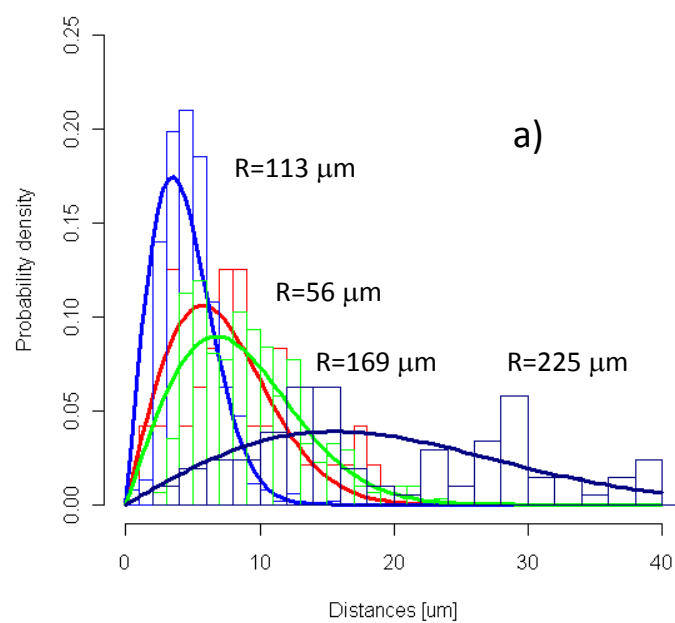 0.25
a)
0.20
R=113 μm
0.15
R=56 μm
0.10
R=169 μm
R=225 μm
0.05
0.00
Probability density
0
10
20
30
40
Distances [um]